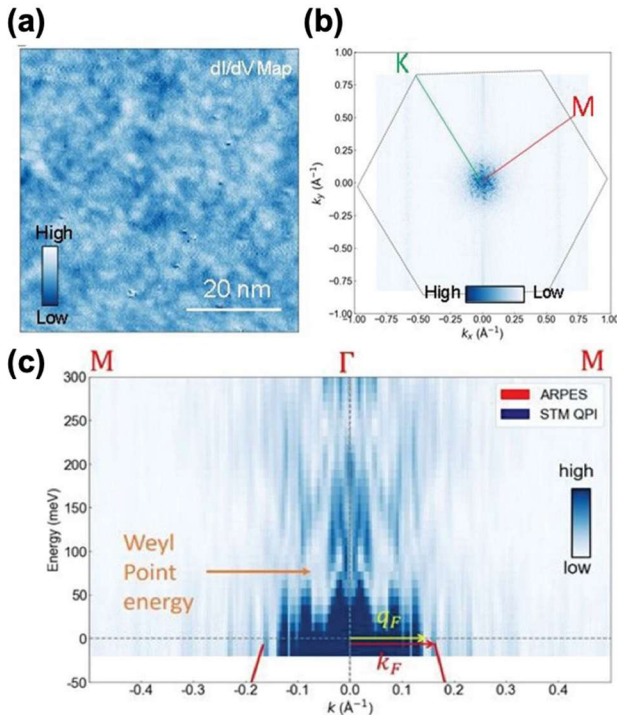 (a)
dI/dV Map
High
Low
20 nm
(b)
1.00
0.75
0.50
0.25
0.00
-0.25
-0.50
-0.75
-1.00
k_y (Å⁻¹)
K
M
High
Low
-1.00 -0.75 -0.50 -0.25 0.00 0.25 0.50 0.75 1.00
k_x (Å⁻¹)
(c)
M Γ M
300
250
200
150
100
50
0
-50
Energy (meV)
ARPES
STM QPI
high
low
Weyl
Point
energy
q_F
k_F
-0.4 -0.3 -0.2 -0.1 0.0 0.1 0.2 0.3 0.4
k (Å⁻¹)